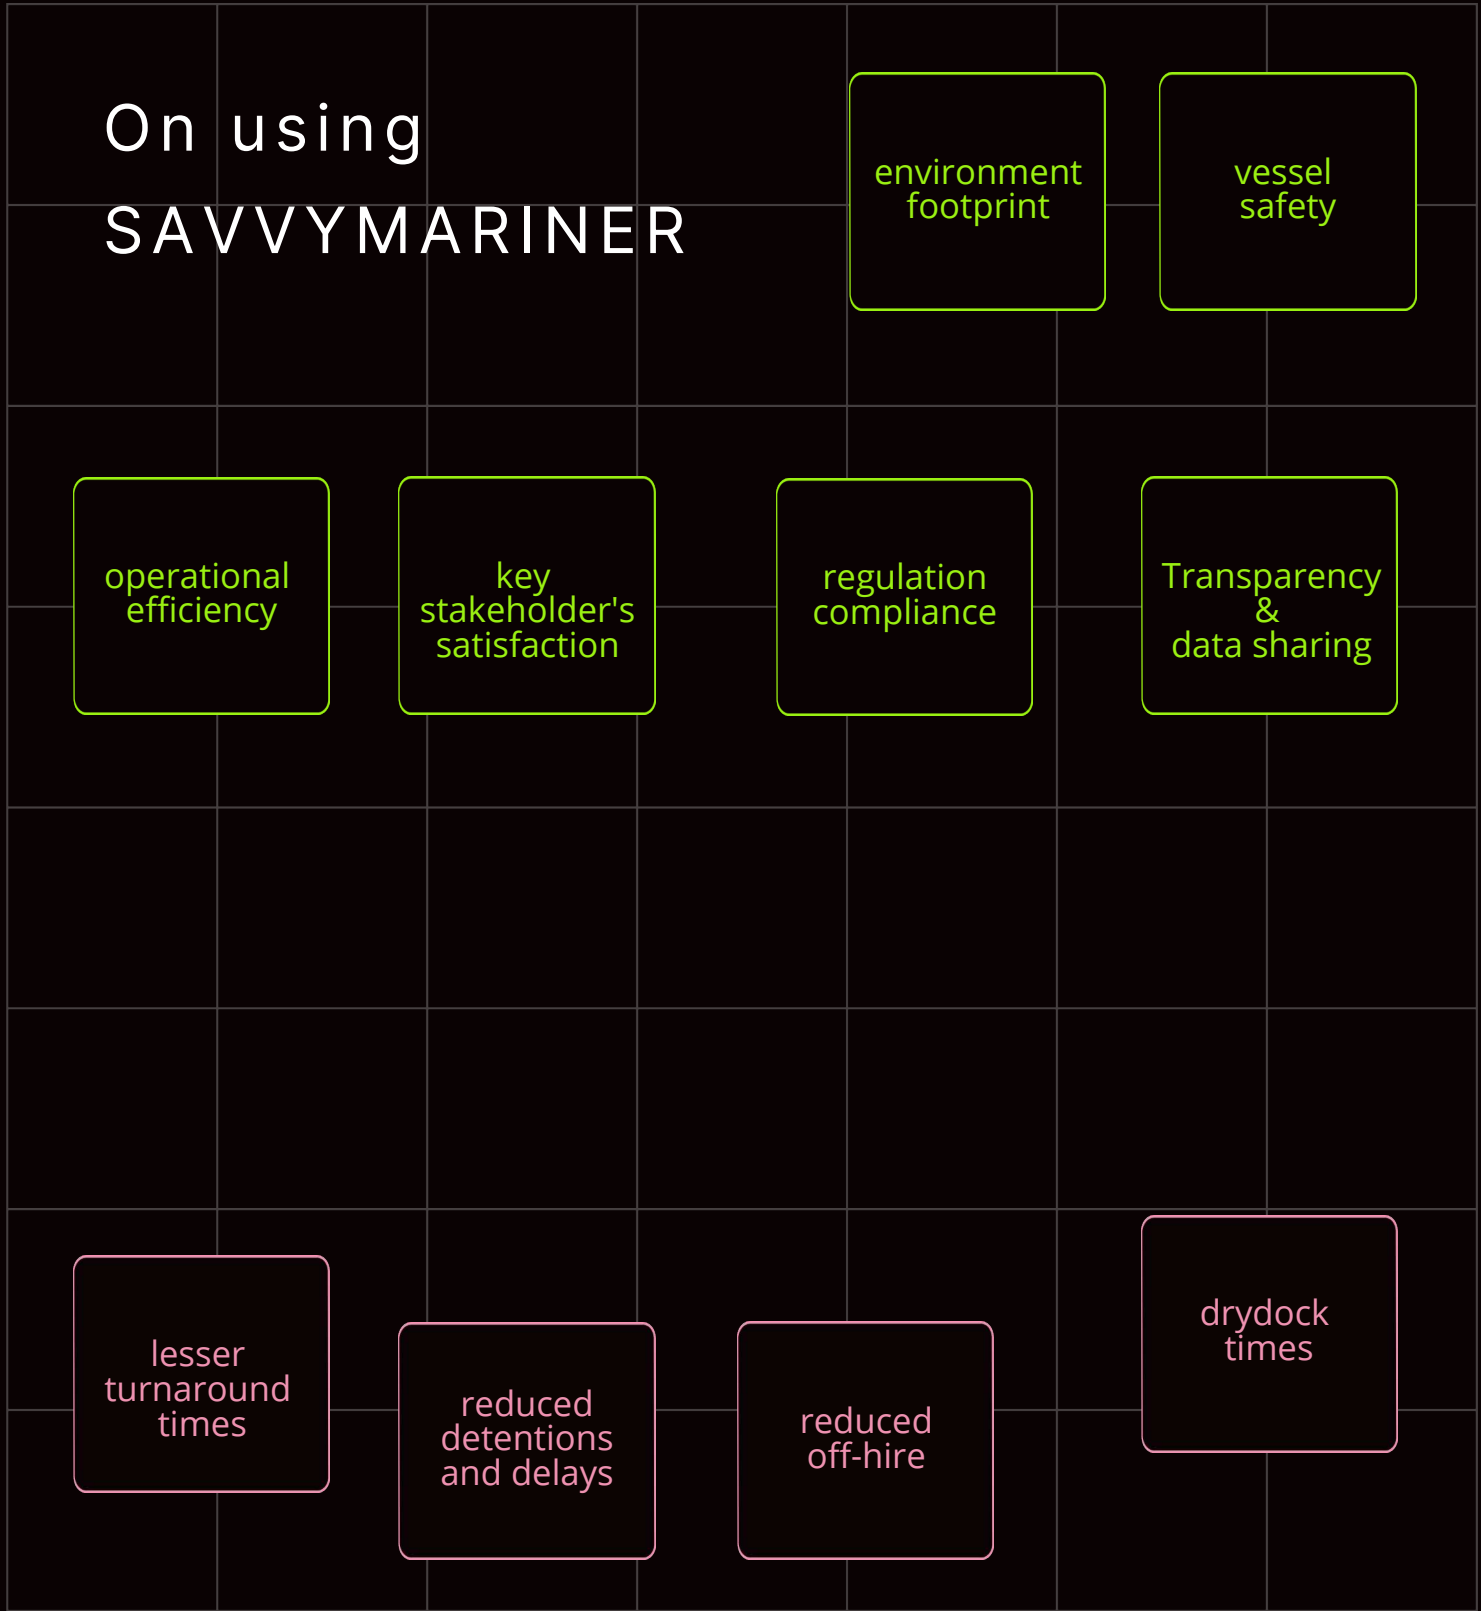 On using
SAVVYMARINER
environment
footprint
vessel
safety
operational
efficiency
key
stakeholder's
satisfaction
regulation
compliance
Transparency
&
data sharing
lesser
turnaround
times
reduced
detentions
and delays
reduced
off-hire
drydock
times